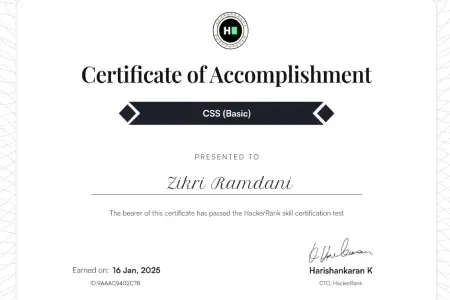 H
Certificate of Accomplishment
CSS (Basic)
PRESENTED TO
Zikri Ramdani
The bearer of this certificate has passed the HackerRank skill certification test
Earned on: 16 Jan, 2025
ID:9AAAC9402C7B
Harishankaran K
CTO, HackerRank